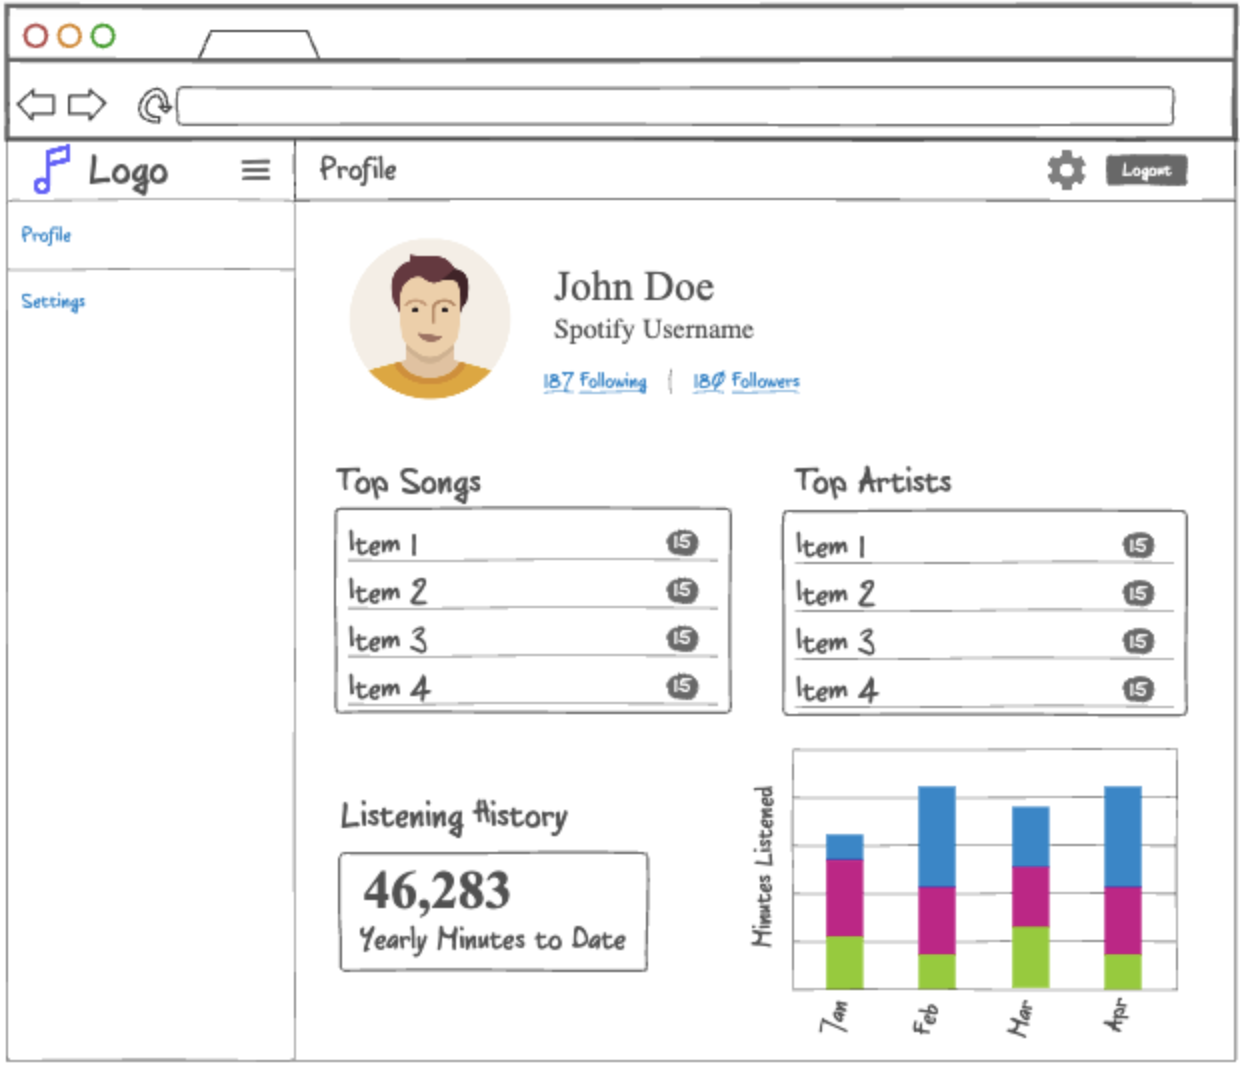 Logo
Profile
Logout
Profile
Settings
John Doe
Spotify Username
187 Following | 180 Followers
Top Songs
Item 1 15
Item 2 15
Item 3 15
Item 4 15
Top Artists
Item 1 15
Item 2 15
Item 3 15
Item 4 15
Listening History
46,283
Yearly Minutes to Date
Minutes Listened
Jan
Feb
Mar
Apr